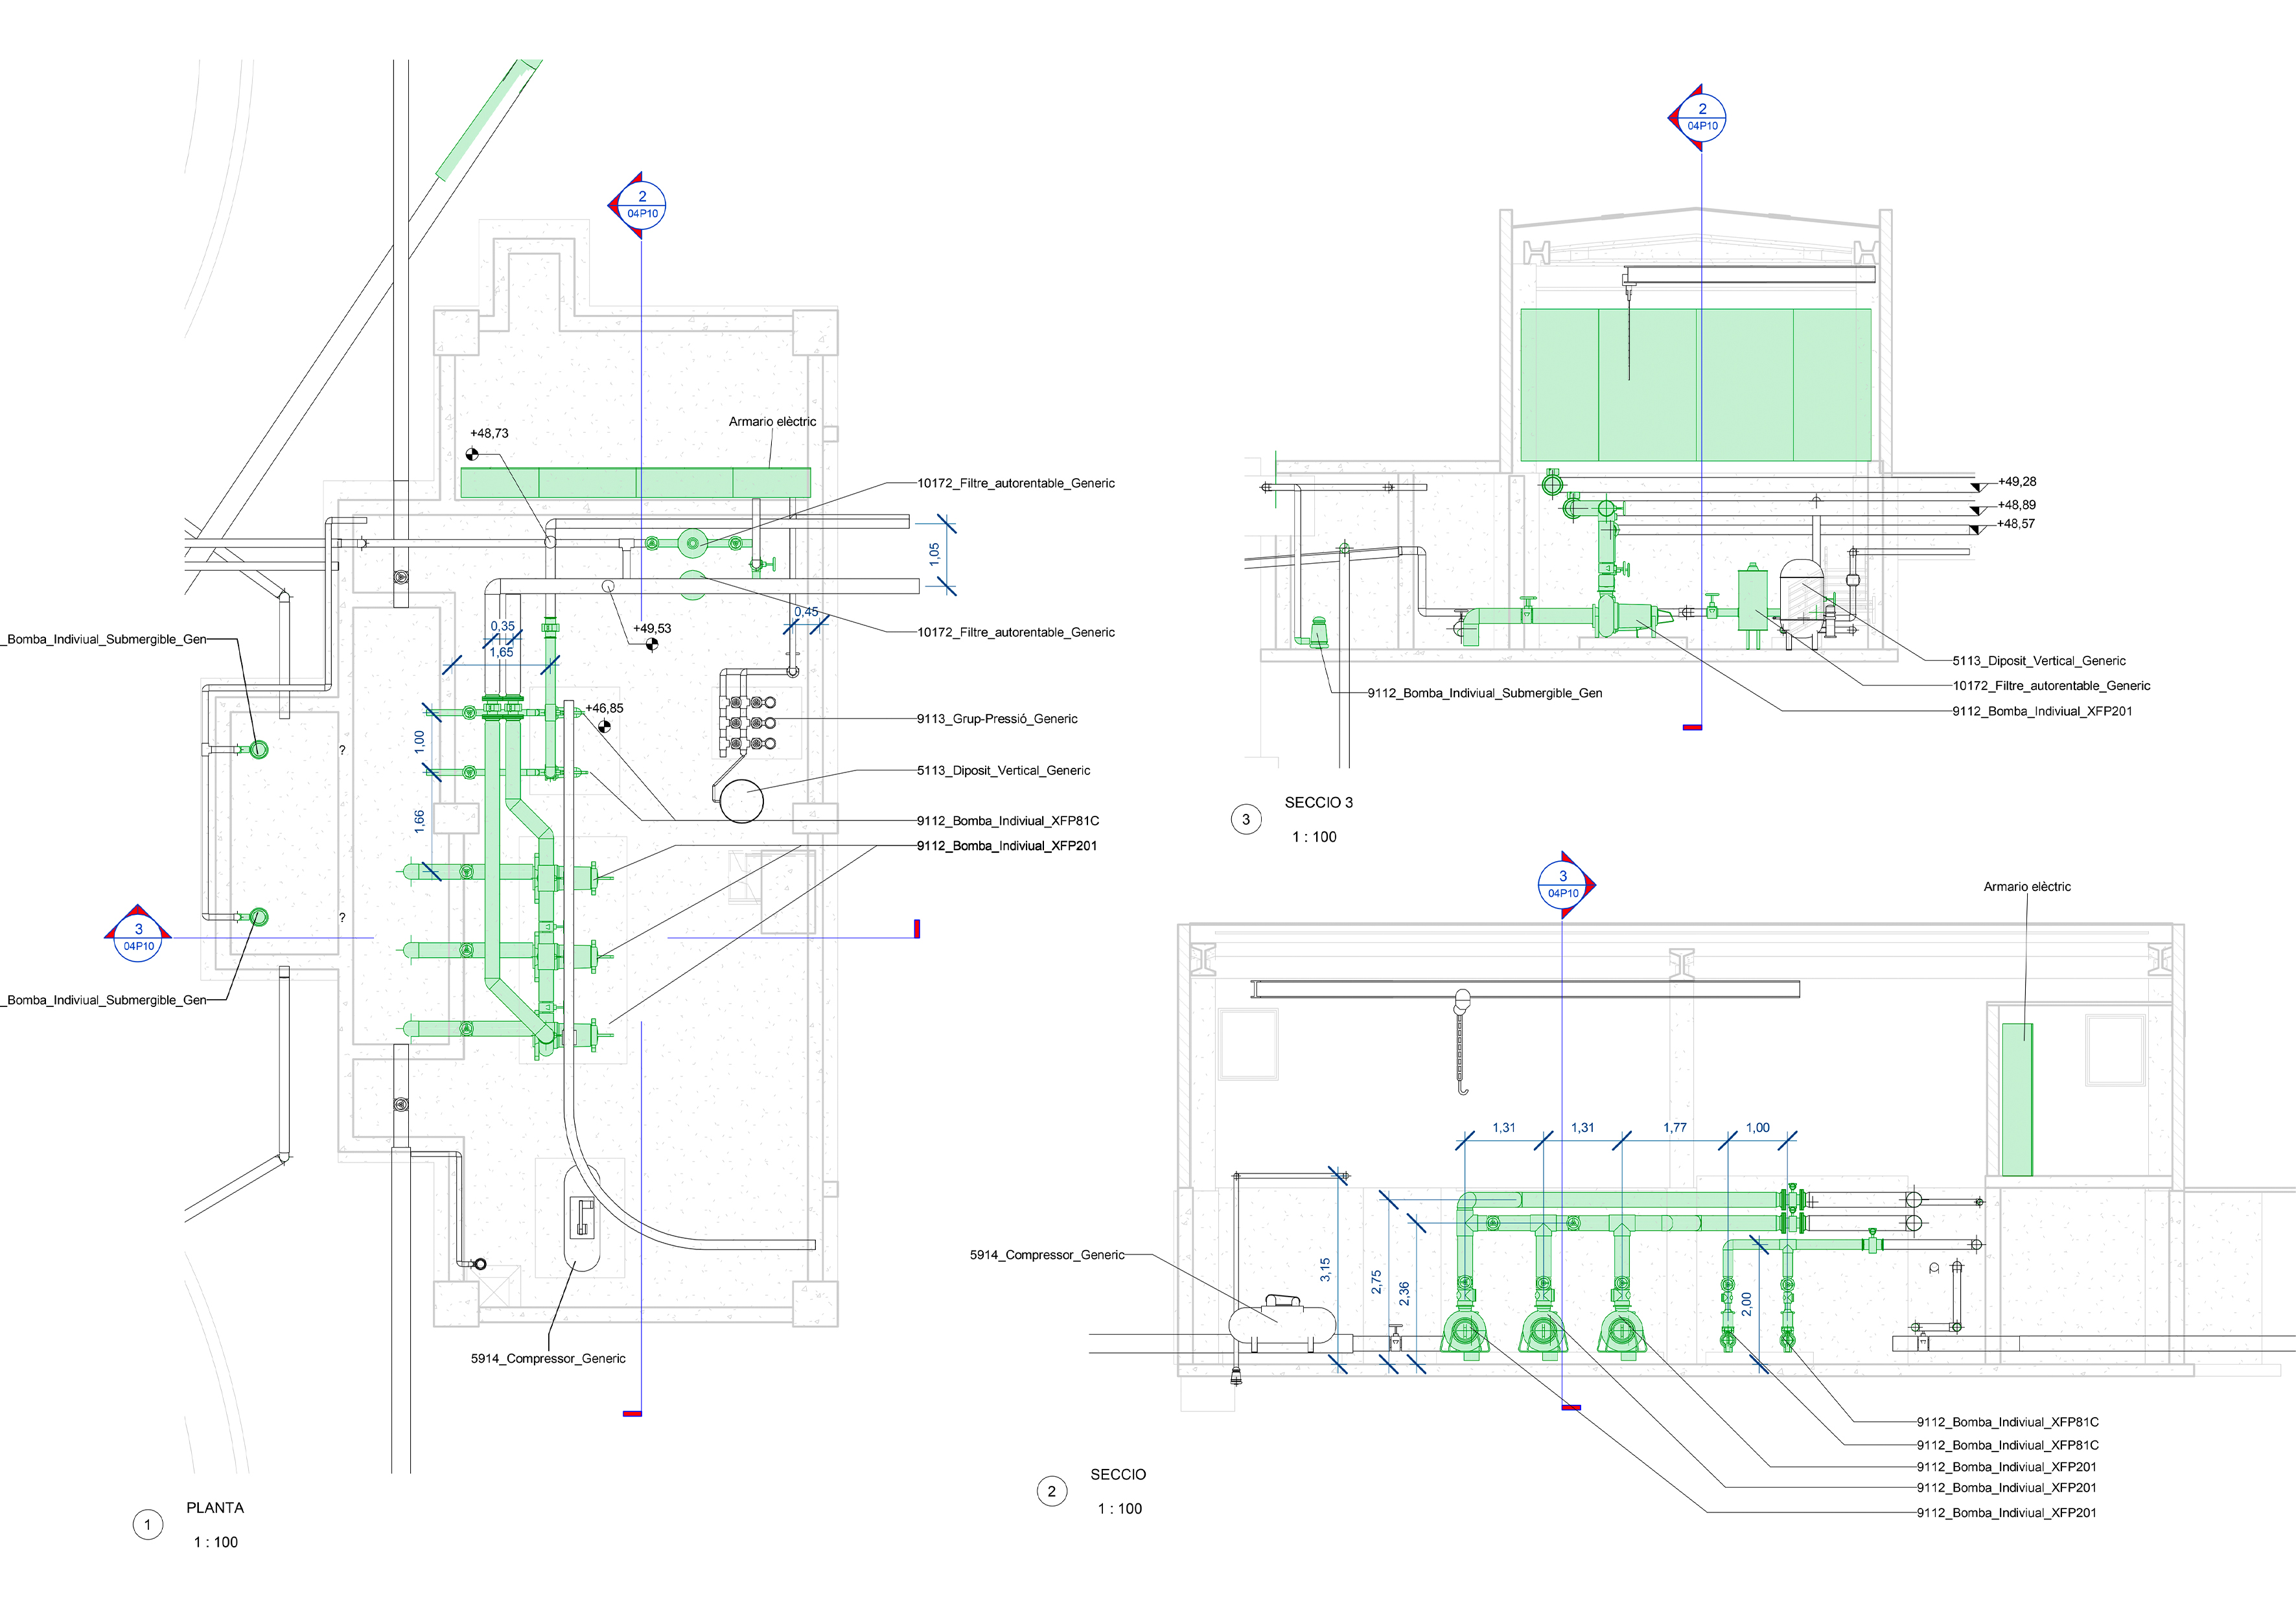 2
04P10
Armario elèctric
+48,73
10172_Filtre_autorentable_Generic
1,05
0,45
+49,53
0,35
1,65
10172_Filtre_autorentable_Generic
_Bomba_Indiviual_Submergible_Gen
+46,85
9113_Grup-Pressió_Generic
1,00
?
5113_Diposit_Vertical_Generic
1,66
9112_Bomba_Indiviual_XFP81C
9112_Bomba_Indiviual_XFP201
?
3
04P10
_Bomba_Indiviual_Submergible_Gen
5914_Compressor_Generic
1
PLANTA
1 : 100
2
04P10
+49,28
+48,89
+48,57
5113_Diposit_Vertical_Generic
10172_Filtre_autorentable_Generic
9112_Bomba_Indiviual_Submergible_Gen
9112_Bomba_Indiviual_XFP201
3
SECCIO 3
1 : 100
3
04P10
Armario elèctric
1,31
1,31
1,77
1,00
5914_Compressor_Generic
3,15
2,75
2,36
2,00
9112_Bomba_Indiviual_XFP81C
9112_Bomba_Indiviual_XFP81C
9112_Bomba_Indiviual_XFP201
9112_Bomba_Indiviual_XFP201
9112_Bomba_Indiviual_XFP201
2
SECCIO
1 : 100